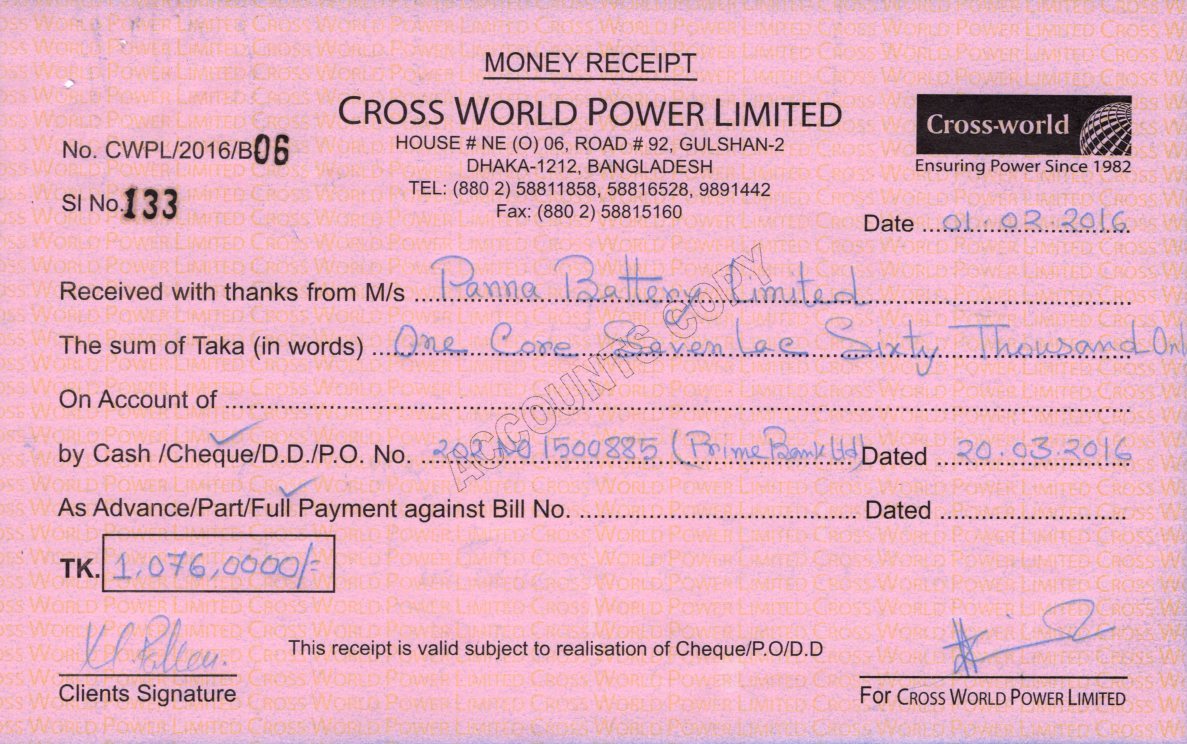 MONEY RECEIPT
CROSS WORLD POWER LIMITED
Cross-world
Ensuring Power Since 1982
No. CWPL/2016/B06
HOUSE # NE (O) 06, ROAD # 92, GULSHAN-2
DHAKA-1212, BANGLADESH
TEL: (880 2) 58811858, 58816528, 9891442
Fax: (880 2) 58815160
SI No.133
Date 01.03.2016
ACCOUNTS COPY
Received with thanks from M/s Panna Battery Limited
The sum of Taka (in words) One Core Seven Lac Sixty Thousand Onl
On Account of
by Cash /Cheque/D.D./P.O. No. 1500885 (Prime Bank Ltd) Dated 20.03.2016
As Advance/Part/Full Payment against Bill No. Dated
TK. 1,076,0000/=
This receipt is valid subject to realisation of Cheque/P.O/D.D
Clients Signature
For CROSS WORLD POWER LIMITED